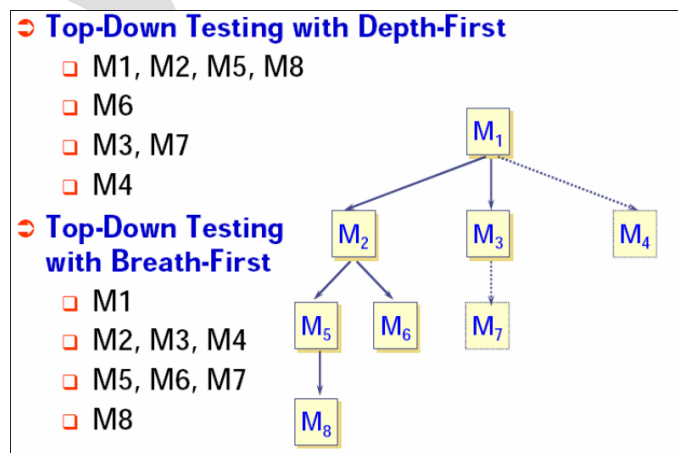 Top-Down Testing with Depth-First
M1, M2, M5, M8
M6
M3, M7
M4
Top-Down Testing
with Breath-First
M1
M2, M3, M4
M5, M6, M7
M8
M1
M2 M3 M4
M5 M6 M7
M8